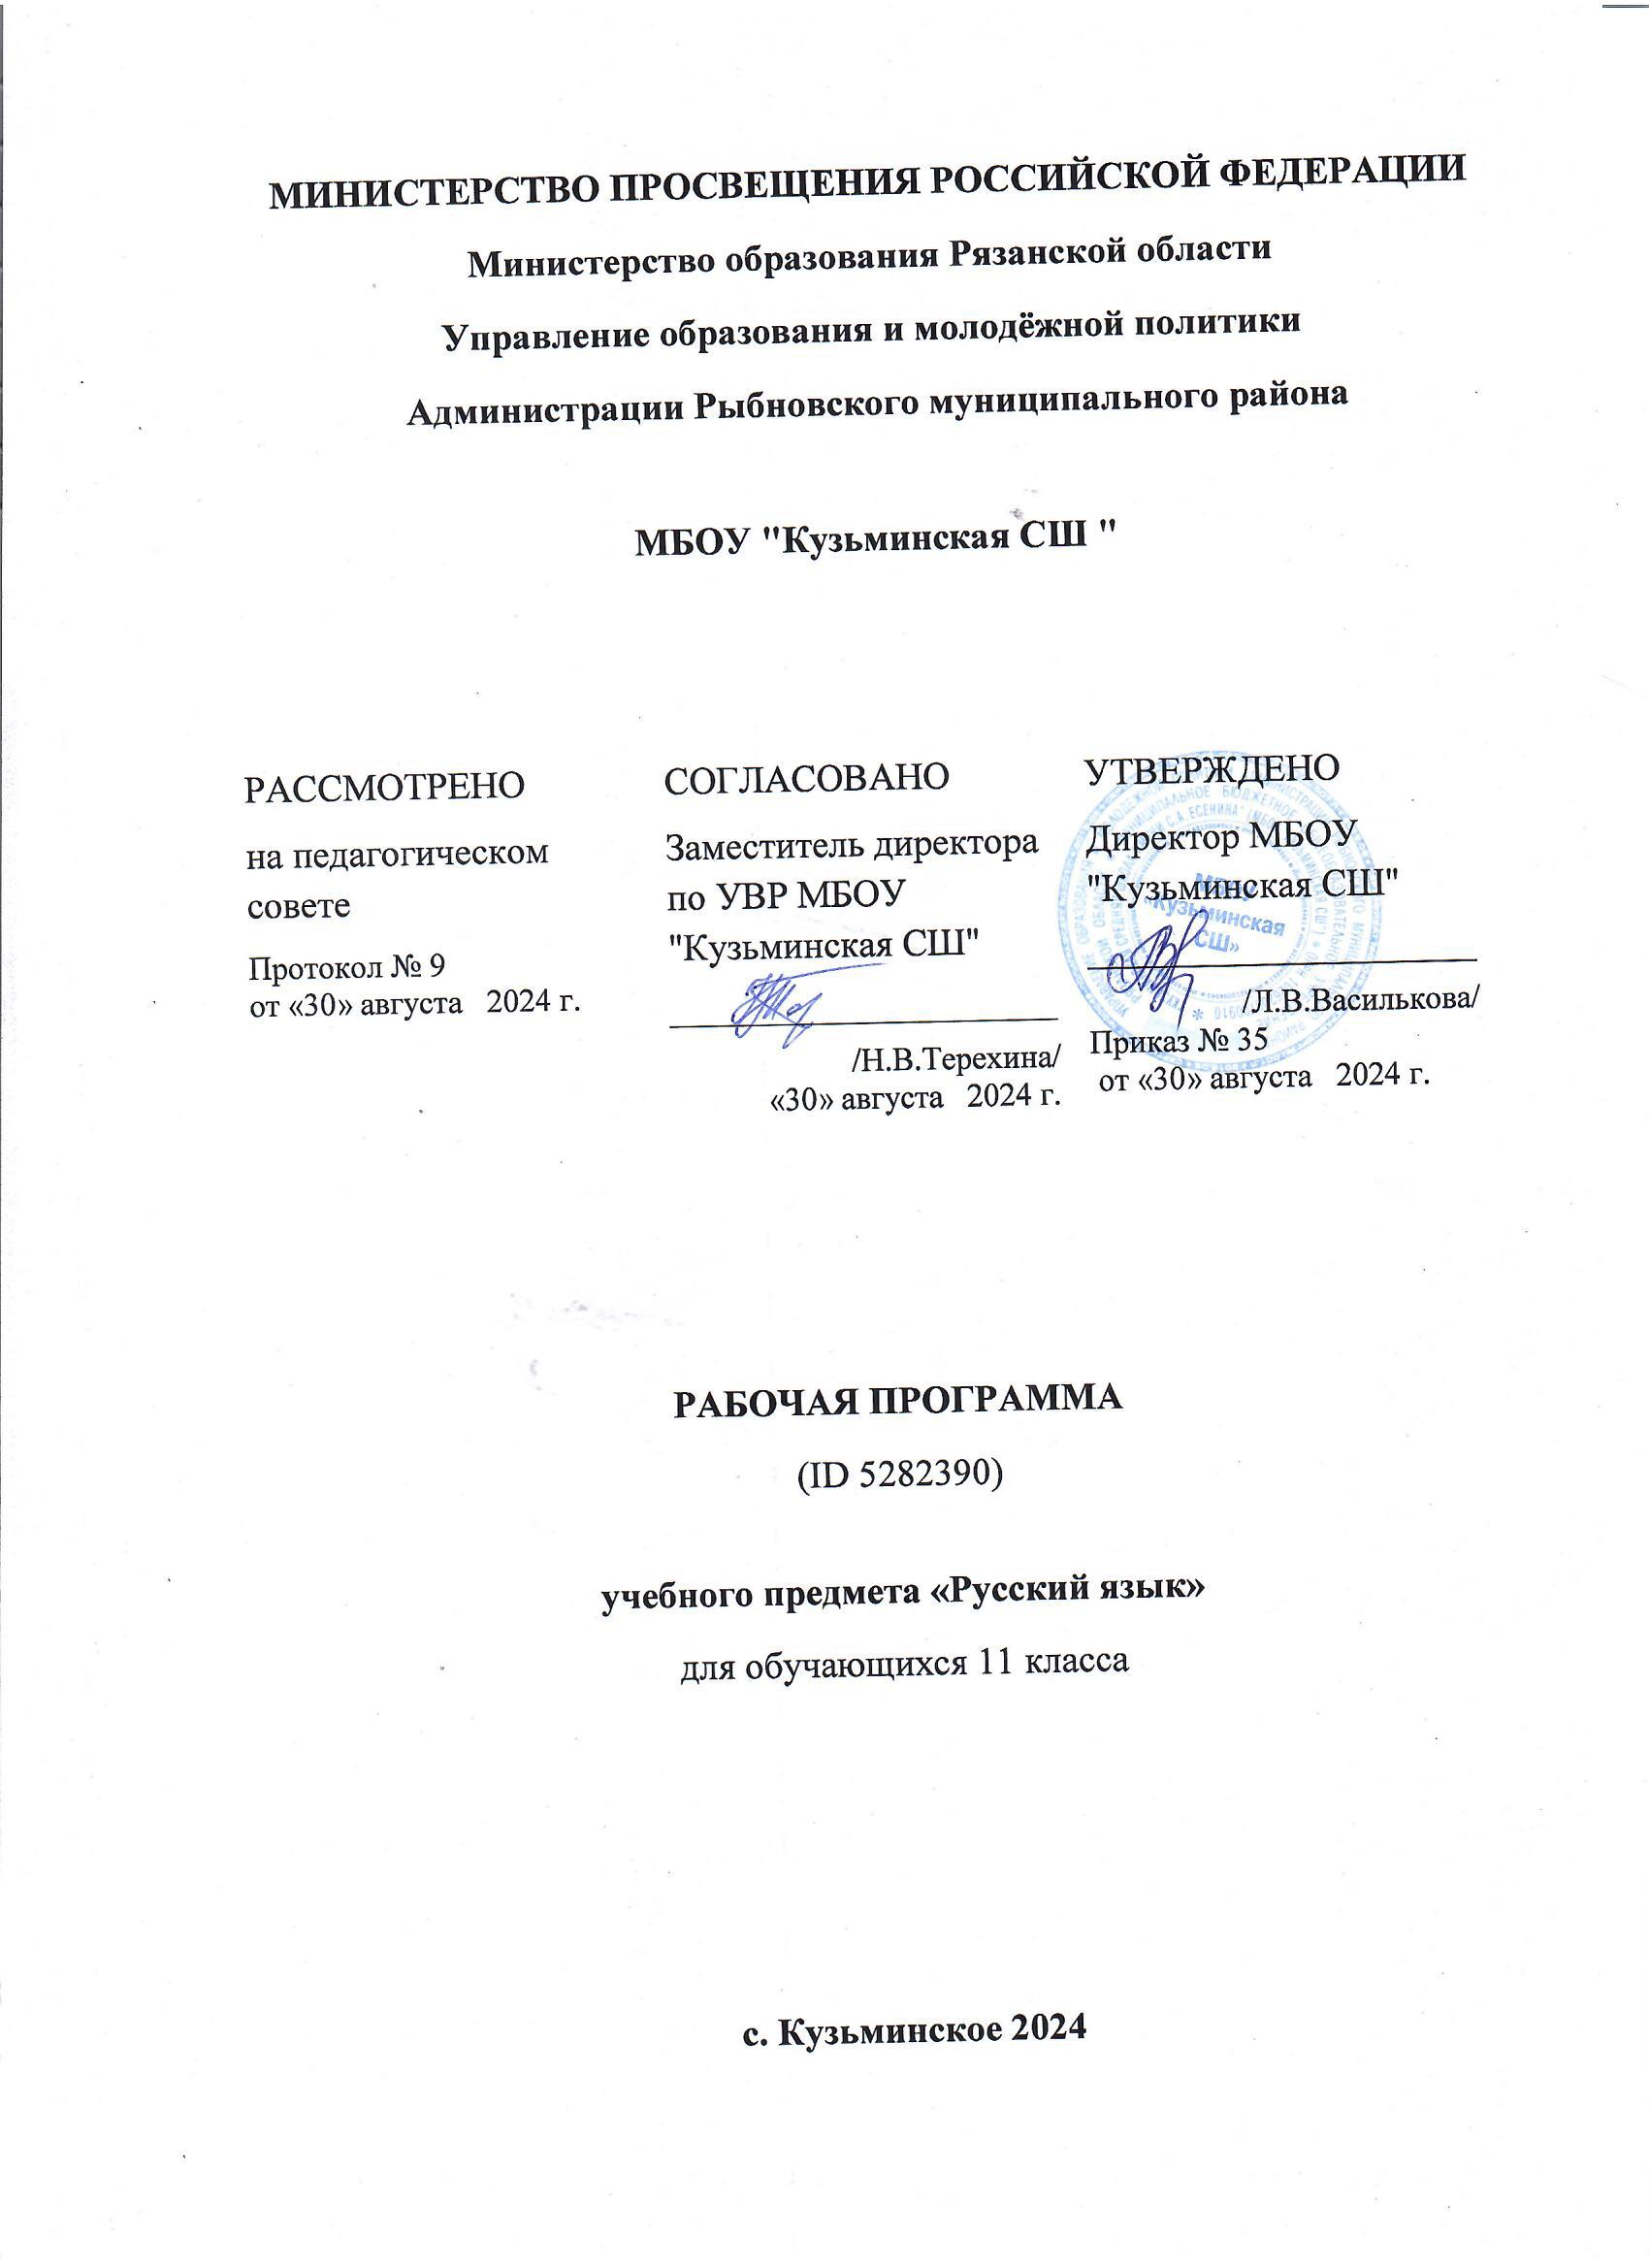 МИНИСТЕРСТВО ПРОСВЕЩЕНИЯ РОССИЙСКОЙ ФЕДЕРАЦИИ
Министерство образования Рязанской области
Управление образования и молодёжной политики
Администрации Рыбновского муниципального района
МБОУ "Кузьминская СШ "
РАССМОТРЕНО
на педагогическом
совете
Протокол № 9
от «30» августа 2024 г.
СОГЛАСОВАНО
Заместитель директора
по УВР МБОУ
"Кузьминская СШ"
/Н.В.Терехина/
«30» августа 2024 г.
УТВЕРЖДЕНО
Директор МБОУ
"Кузьминская СШ"
/Л.В.Василькова/
Приказ № 35
от «30» августа 2024 г.
МБОУ
«Кузьминская
СШ»
РАБОЧАЯ ПРОГРАММА
(ID 5282390)
учебного предмета «Русский язык»
для обучающихся 11 класса
с. Кузьминское 2024